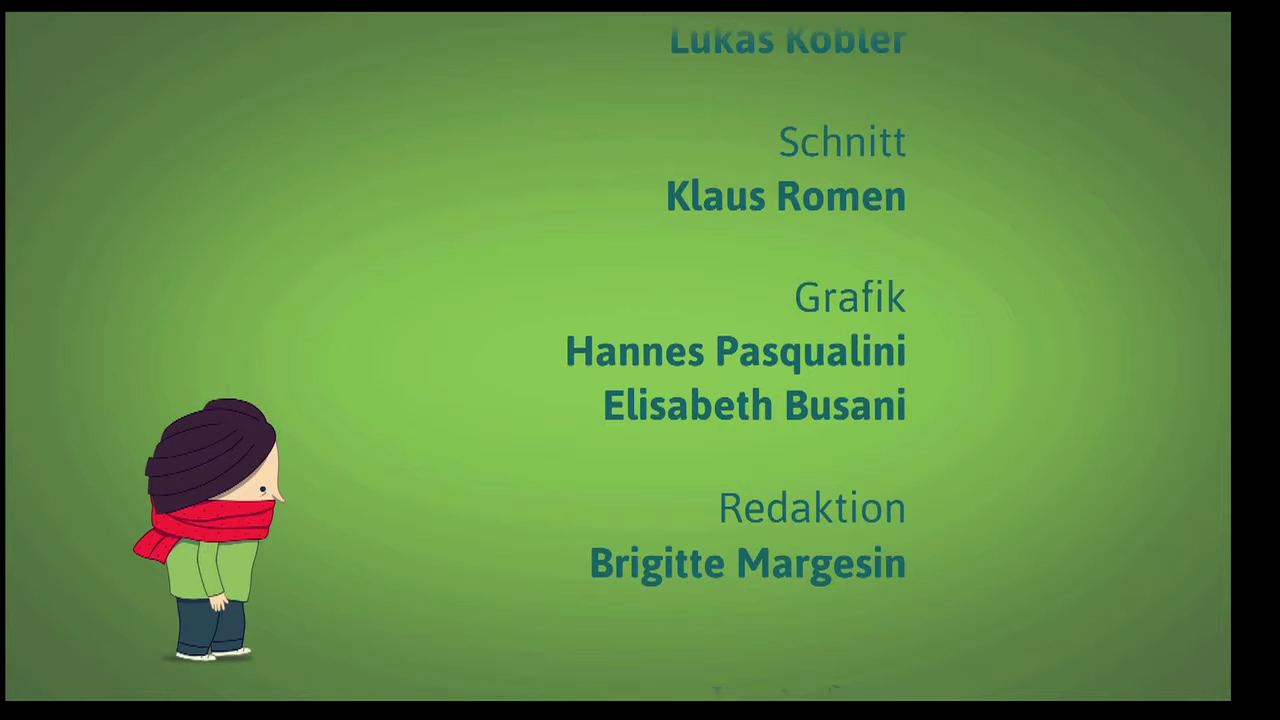 Lukas Kobler
Schnitt
Klaus Romen
Grafik
Hannes Pasqualini
Elisabeth Busani
Redaktion
Brigitte Margesin